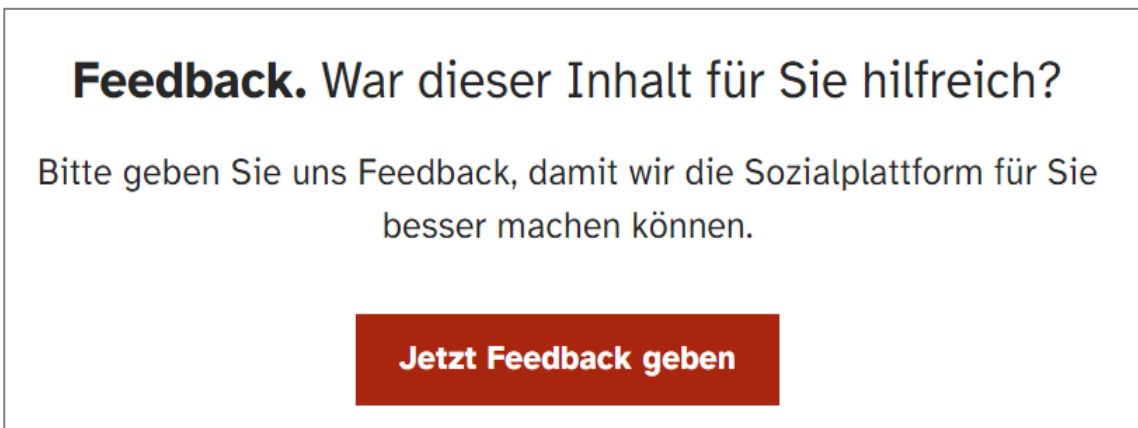 Feedback. War dieser Inhalt für Sie hilfreich?
Bitte geben Sie uns Feedback, damit wir die Sozialplattform für Sie
besser machen können.
Jetzt Feedback geben